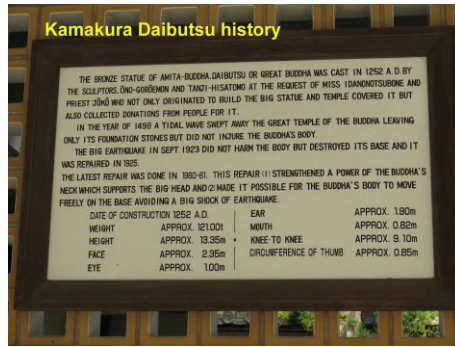 Kamakura Daibutsu history
THE BRONZE STATUE OF AMITA-BUDDHA.DAIBUTSU OR GREAT BUDDHA WAS CAST IN 1252 A.D BY
THE SCULPTORS.ŌNO-GORŌEMON AND TANJI-HISATOMO AT THE REQUEST OF MISS IDANONOTSUBONE AND
PRIEST JŌKŌ WHO NOT ONLY ORIGINATED TO BUILD THE BIG STATUE AND TEMPLE COVERED IT BUT
ALSO COLLECTED DONATIONS FROM PEOPLE FOR IT.
IN THE YEAR OF 1498 A TIDAL WAVE SWEPT AWAY THE GREAT TEMPLE OF THE BUDDHA LEAVING
ONLY ITS FOUNDATION STONES BUT DID NOT INJURE THE BUDDHA'S BODY.
THE BIG EARTHQUAKE IN SEPT. 1923 DID NOT HARM THE BODY BUT DESTROYED ITS BASE AND IT
WAS REPAIRED IN 1925.
THE LATEST REPAIR WAS DONE IN 1960-61. THIS REPAIR (1) STRENGTHENED A POWER OF THE BUDDHA'S
NECK WHICH SUPPORTS THE BIG HEAD AND (2) MADE IT POSSIBLE FOR THE BUDDHA'S BODY TO MOVE
FREELY ON THE BASE AVOIDING A BIG SHOCK OF EARTHQUAKE.
DATE OF CONSTRUCTION 1252 A.D.
WEIGHT APPROX. 121.00t
HEIGHT APPROX. 13.35m
FACE APPROX. 2.35m
EYE APPROX. 1.00m
EAR APPROX. 1.90m
MOUTH APPROX. 0.82m
KNEE-TO KNEE APPROX. 9.10m
CIRCUMFERENCE OF THUMB APPROX. 0.85m